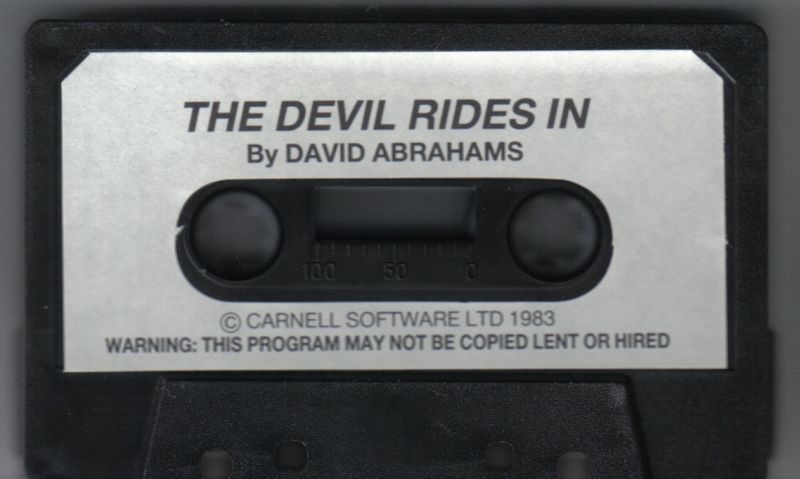 THE DEVIL RIDES IN
By DAVID ABRAHAMS
100 50 0
© CARNELL SOFTWARE LTD 1983
WARNING: THIS PROGRAM MAY NOT BE COPIED LENT OR HIRED